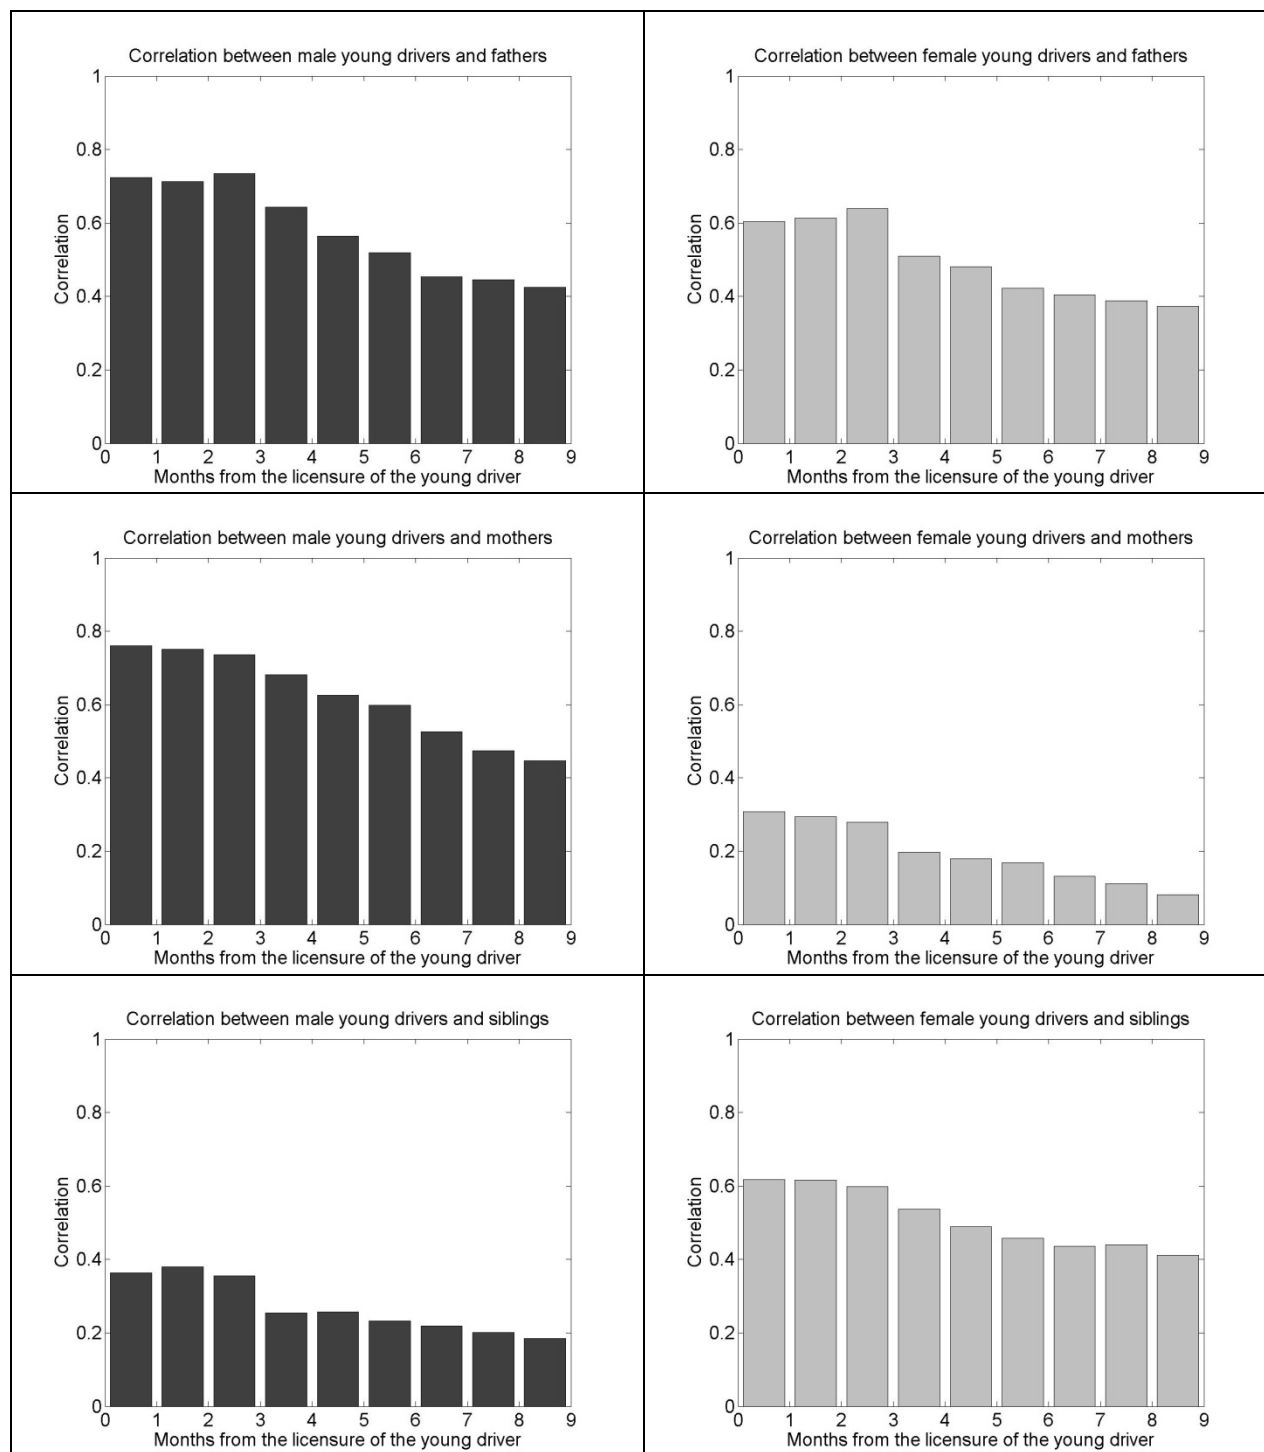 Correlation between male young drivers and fathers
1
0.8
0.6
0.4
0.2
0
Correlation
0 1 2 3 4 5 6 7 8 9
Months from the licensure of the young driver
Correlation between female young drivers and fathers
1
0.8
0.6
0.4
0.2
0
Correlation
0 1 2 3 4 5 6 7 8 9
Months from the licensure of the young driver
Correlation between male young drivers and mothers
1
0.8
0.6
0.4
0.2
0
Correlation
0 1 2 3 4 5 6 7 8 9
Months from the licensure of the young driver
Correlation between female young drivers and mothers
1
0.8
0.6
0.4
0.2
0
Correlation
0 1 2 3 4 5 6 7 8 9
Months from the licensure of the young driver
Correlation between male young drivers and siblings
1
0.8
0.6
0.4
0.2
0
Correlation
0 1 2 3 4 5 6 7 8 9
Months from the licensure of the young driver
Correlation between female young drivers and siblings
1
0.8
0.6
0.4
0.2
0
Correlation
0 1 2 3 4 5 6 7 8 9
Months from the licensure of the young driver